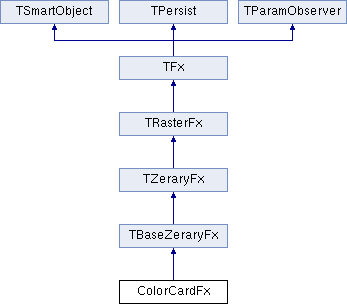 TSmartObject TPersist TParamObserver
TFx
TRasterFx
TZeraryFx
TBaseZeraryFx
ColorCardFx